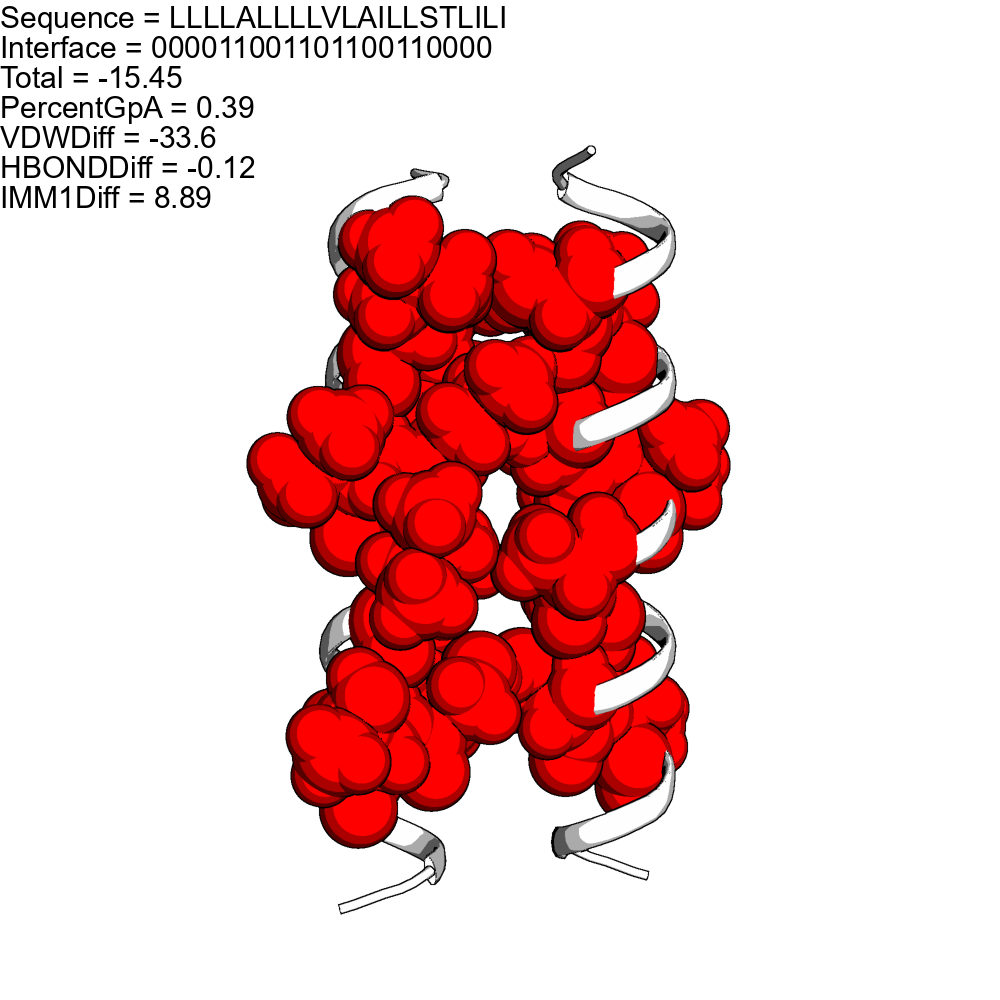 Sequence = LLLLALLLLVLAILLSTLILI
Interface = 000011001101100110000
Total = -15.45
PercentGpA = 0.39
VDWDiff = -33.6
HBONDDiff = -0.12
IMM1Diff = 8.89